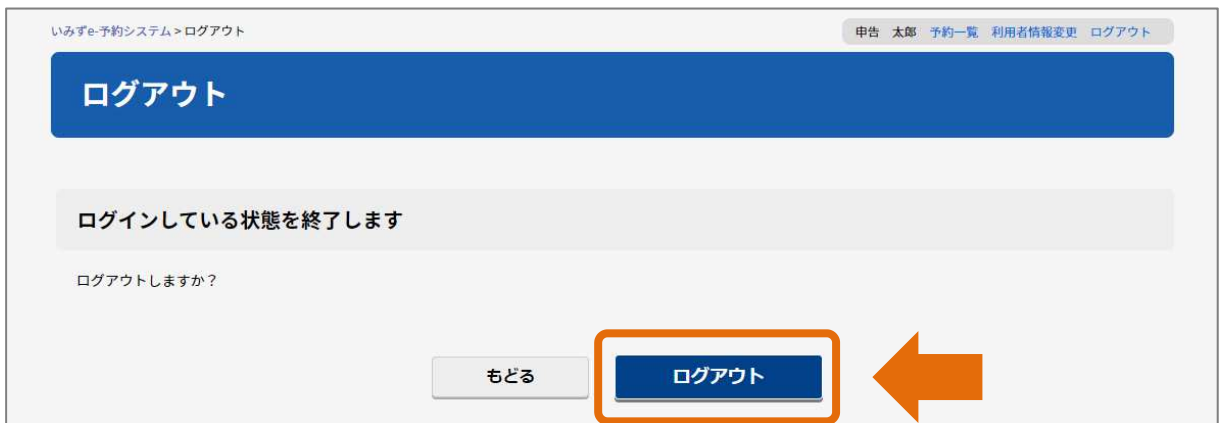 いみずe-予約システム > ログアウト
申告 太郎 予約一覧 利用者情報変更 ログアウト
ログアウト
ログインしている状態を終了します
ログアウトしますか？
もどる ログアウト